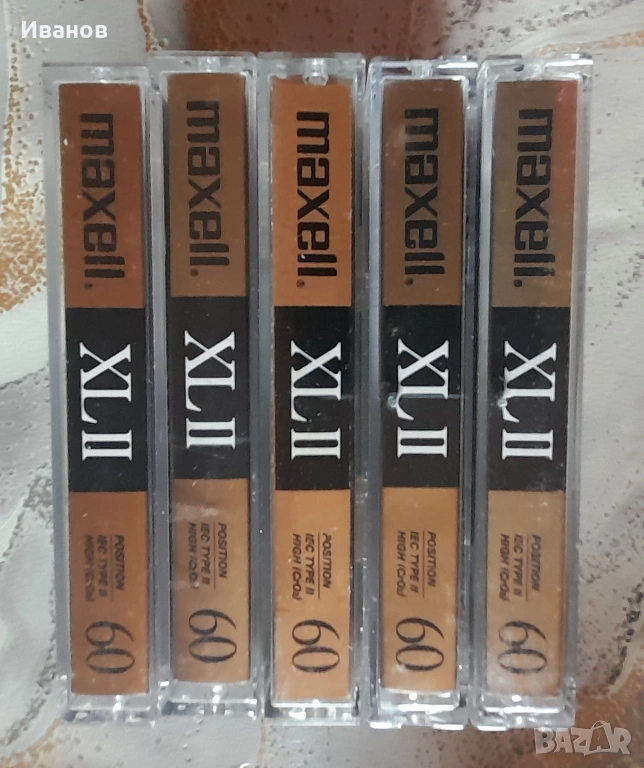 Иванов
maxell.
XL II
POSITION
IEC TYPE II
HIGH (CrO₂)
60
maxell.
XL II
POSITION
IEC TYPE II
HIGH (CrO₂)
60
maxell.
XL II
POSITION
IEC TYPE II
HIGH (CrO₂)
60
maxell.
XL II
POSITION
IEC TYPE II
HIGH (CrO₂)
60
maxell.
XL II
POSITION
IEC TYPE II
HIGH (CrO₂)
60
BAZAR